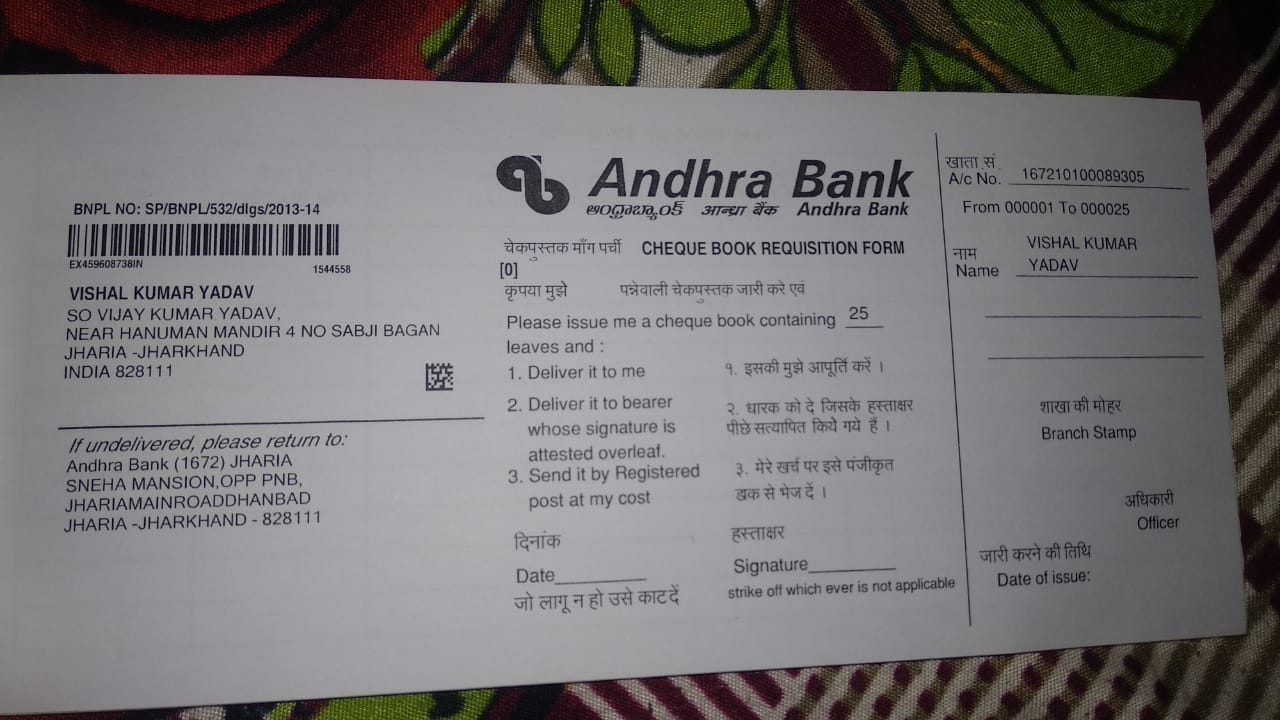 BNPL NO: SP/BNPL/532/dlgs/2013-14
EX459608738IN
1544558
VISHAL KUMAR YADAV
SO VIJAY KUMAR YADAV,
NEAR HANUMAN MANDIR 4 NO SABJI BAGAN
JHARIA -JHARKHAND
INDIA 828111
If undelivered, please return to:
Andhra Bank (1672) JHARIA
SNEHA MANSION,OPP PNB,
JHARIAMAINROADDHANBAD
JHARIA -JHARKHAND - 828111
Andhra Bank
ఆంధ్రాబ్యాంక్ आन्ध्रा बैंक Andhra Bank
चेकपुस्तक माँग पर्ची CHEQUE BOOK REQUISITION FORM
[0]
कृपया मुझे पन्नेवाली चेकपुस्तक जारी करे एवं
Please issue me a cheque book containing 25
leaves and :
1. Deliver it to me १. इसकी मुझे आपूर्ति करें ।
2. Deliver it to bearer २. धारक को दे जिसके हस्ताक्षर
whose signature is पीछे सत्यापित किये गये हैं ।
attested overleaf.
3. Send it by Registered ३. मेरे खर्च पर इसे पंजीकृत
post at my cost डाक से भेज दें ।
दिनांक हस्ताक्षर
Date__________ Signature__________
जो लागू न हो उसे काट दें strike off which ever is not applicable
खाता सं.
A/c No. 167210100089305
From 000001 To 000025
नाम VISHAL KUMAR
Name YADAV
शाखा की मोहर
Branch Stamp
अधिकारी
Officer
जारी करने की तिथि
Date of issue: